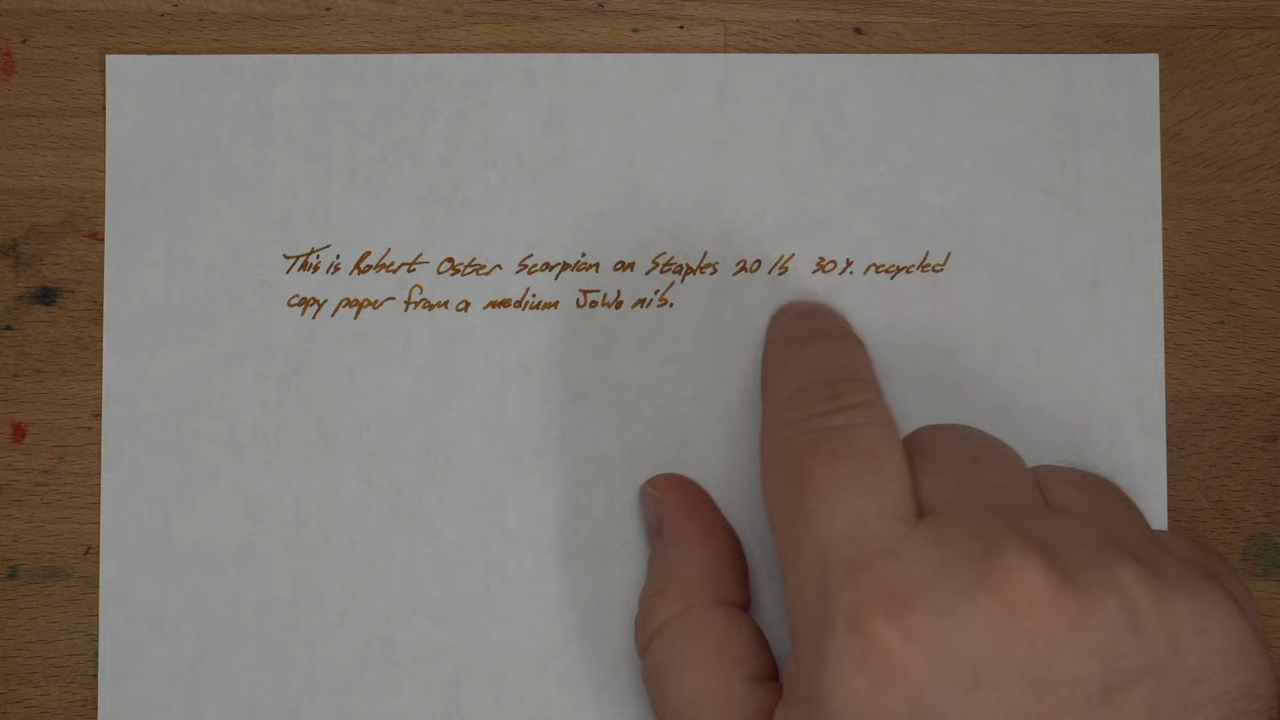 This is Robert Oster Scorpion on Staples 20 lb 30% recycled
copy paper from a medium JoWo nib.